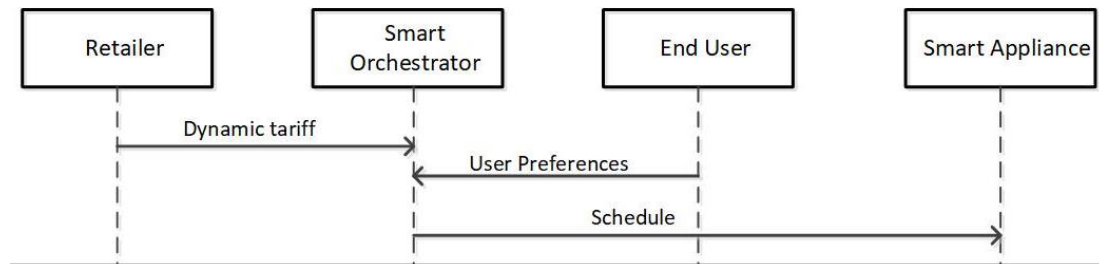 Retailer
Smart
Orchestrator
End User
Smart Appliance
Dynamic tariff
User Preferences
Schedule